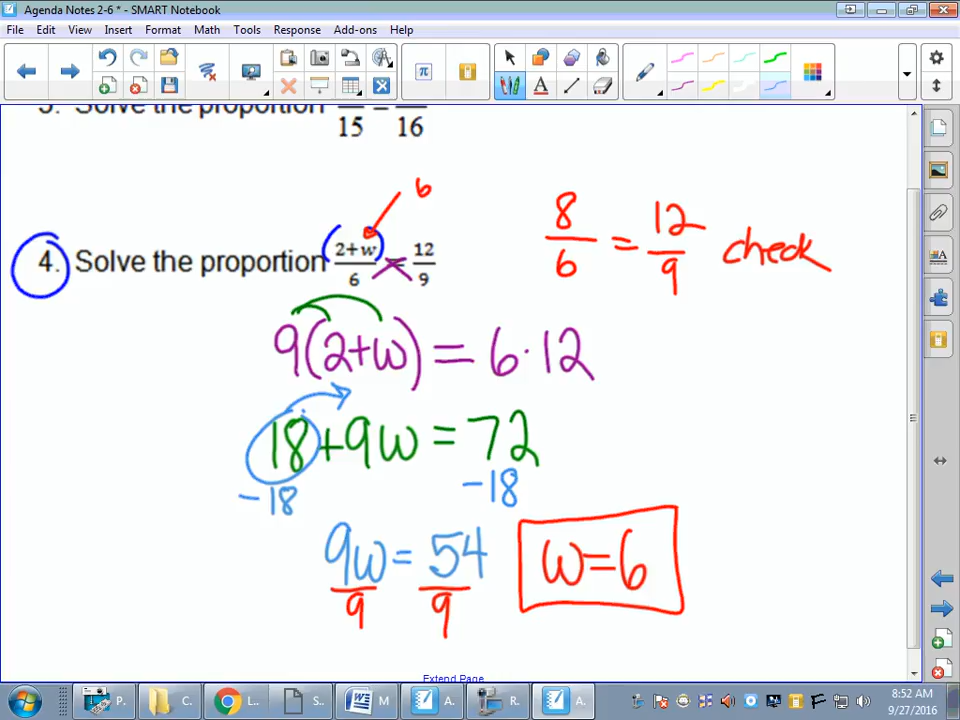 Agenda Notes 2-6 * - SMART Notebook
File Edit View Insert Format Math Tools Response Add-ons Help
Solve the proportion
15 = 16
6
4. Solve the proportion (2+w)/6 = 12/9
8/6 = 12/9 check
9(2+w) = 6·12
18+9w = 72
-18 -18
9w = 54
9 9
w=6
Extend Page
P. C. L.. S.. M A. R. A.
8:52 AM
9/27/2016